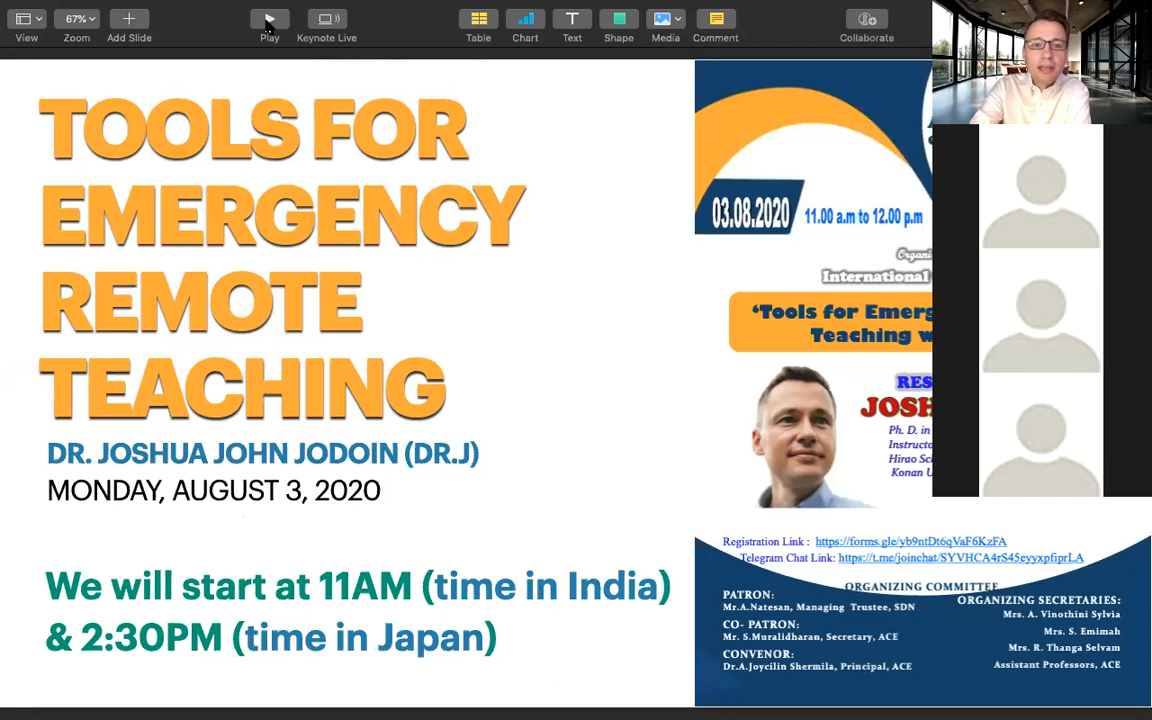 67%
View
Zoom
Add Slide
Play
Keynote Live
Table
Chart
Text
Shape
Media
Comment
Collaborate
TOOLS FOR
EMERGENCY
REMOTE
TEACHING
DR. JOSHUA JOHN JODOIN (DR.J)
MONDAY, AUGUST 3, 2020
We will start at 11AM (time in India)
& 2:30PM (time in Japan)
03.08.2020
11.00 a.m to 12.00 p.m
International
‘Tools for Emerg
Teaching w
RES
JOSH
Ph. D. in
Instructo
Hirao Sc
Konan U
Registration Link : https://forms.gle/yb9ntDt6qVaF6KzFA
Telegram Chat Link: https://t.me/joinchat/SYVHCA4rS45eyyxpfiprLA
ORGANIZING COMMITTEE
PATRON:
Mr.A.Natesan, Managing Trustee, SDN
CO- PATRON:
Mr. S.Muralidharan, Secretary, ACE
CONVENOR:
Dr.A.Joycilin Shermila, Principal, ACE
ORGANIZING SECRETARIES:
Mrs. A. Vinothini Sylvia
Mrs. S. Emimah
Mrs. R. Thanga Selvam
Assistant Professors, ACE